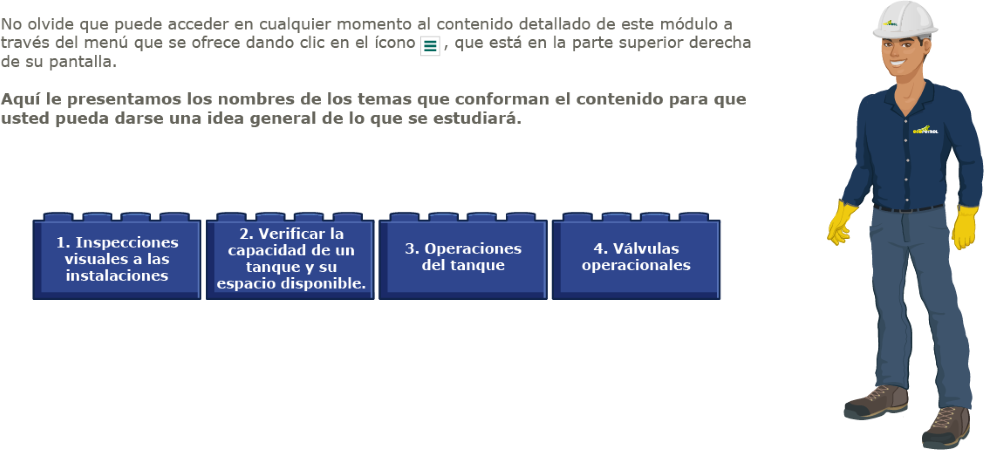 No olvide que puede acceder en cualquier momento al contenido detallado de este módulo a
través del menú que se ofrece dando clic en el ícono , que está en la parte superior derecha
de su pantalla.
Aquí le presentamos los nombres de los temas que conforman el contenido para que
usted pueda darse una idea general de lo que se estudiará.
1. Inspecciones
visuales a las
instalaciones
2. Verificar la
capacidad de un
tanque y su
espacio disponible.
3. Operaciones
del tanque
4. Válvulas
operacionales